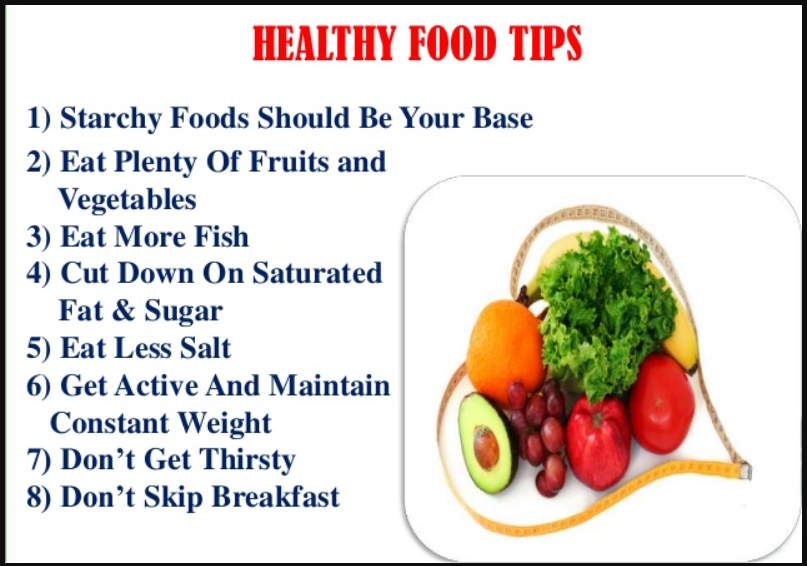 HEALTHY FOOD TIPS
1) Starchy Foods Should Be Your Base
2) Eat Plenty Of Fruits and
Vegetables
3) Eat More Fish
4) Cut Down On Saturated
Fat & Sugar
5) Eat Less Salt
6) Get Active And Maintain
Constant Weight
7) Don’t Get Thirsty
8) Don’t Skip Breakfast